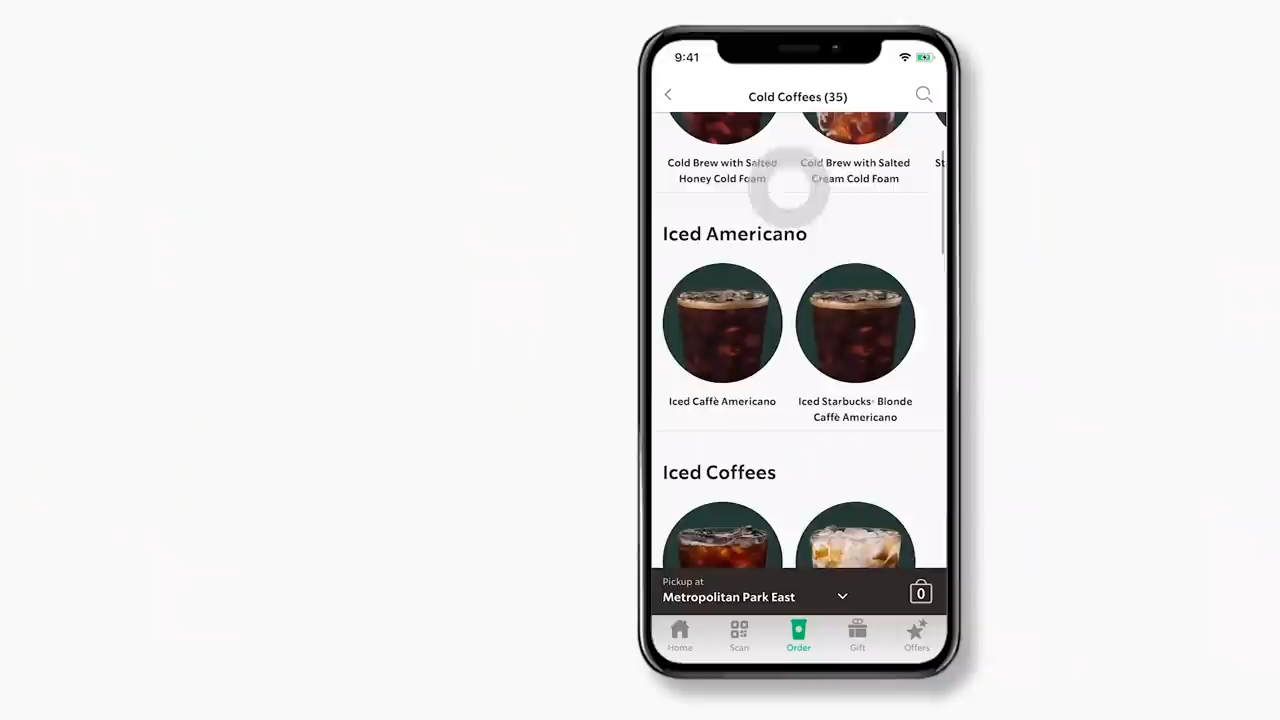 9:41
Cold Coffees (35)
Cold Brew with Salted
Honey Cold Foam
Cold Brew with Salted
Cream Cold Foam
St
Iced Americano
Iced Caffè Americano
Iced Starbucks® Blonde
Caffè Americano
Iced Coffees
Pickup at
Metropolitan Park East
0
Home
Scan
Order
Gift
Offers